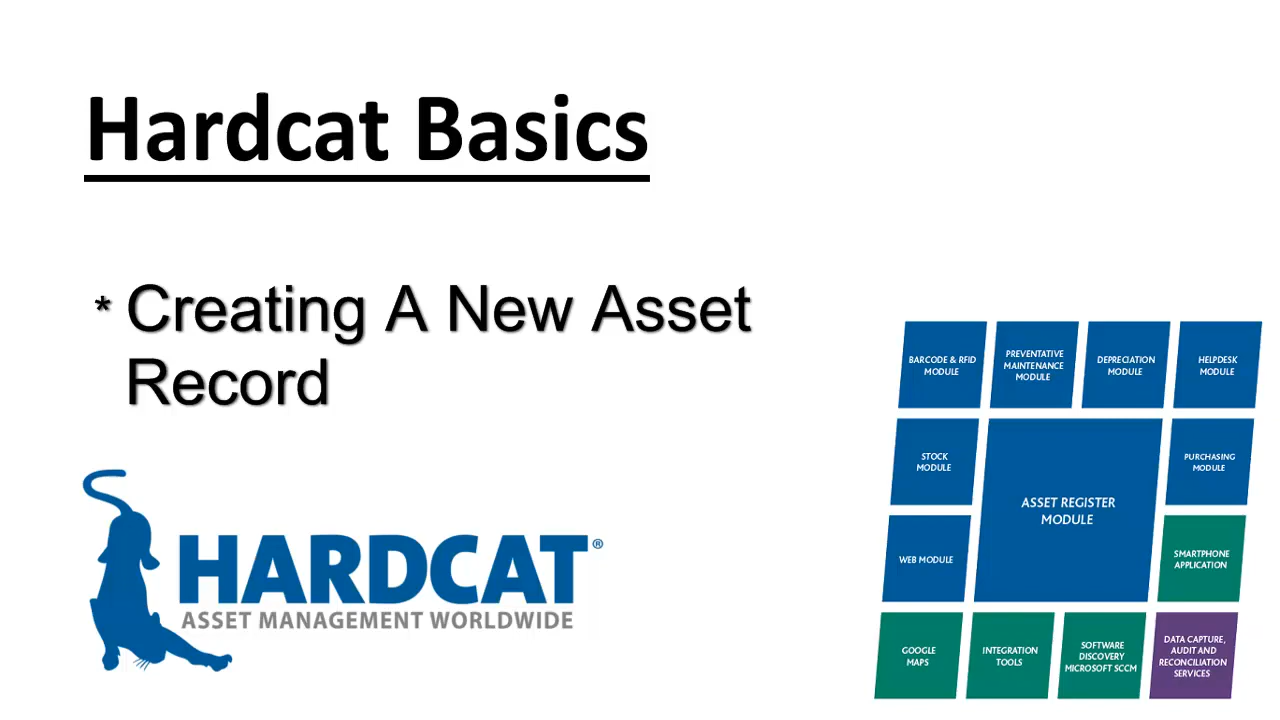 Hardcat Basics
* Creating A New Asset
Record
HARDCAT®
ASSET MANAGEMENT WORLDWIDE
BARCODE & RFID
MODULE
PREVENTATIVE
MAINTENANCE
MODULE
DEPRECIATION
MODULE
HELPDESK
MODULE
STOCK
MODULE
ASSET REGISTER
MODULE
PURCHASING
MODULE
WEB MODULE
SMARTPHONE
APPLICATION
GOOGLE
MAPS
INTEGRATION
TOOLS
SOFTWARE
DISCOVERY
MICROSOFT SCCM
DATA CAPTURE,
AUDIT AND
RECONCILIATION
SERVICES